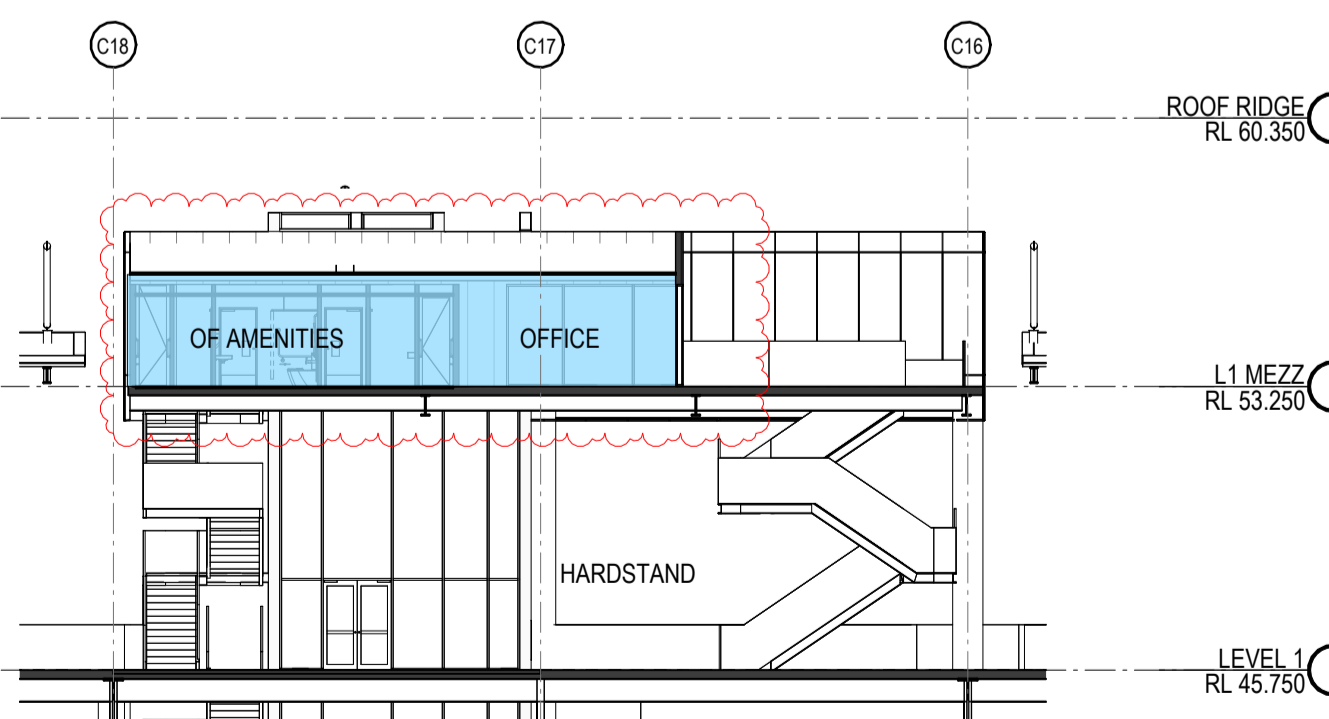 C18
C17
C16
ROOF RIDGE
RL 60.350
OF AMENITIES
OFFICE
L1 MEZZ
RL 53.250
HARDSTAND
LEVEL 1
RL 45.750